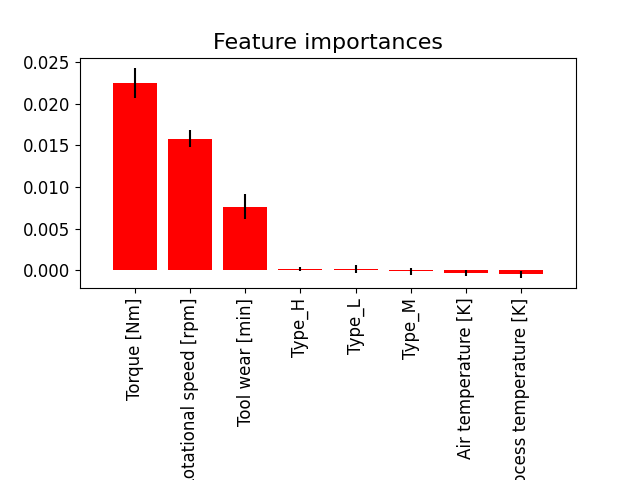 Feature importances
0.025
0.020
0.015
0.010
0.005
0.000
Torque [Nm]
otational speed [rpm]
Tool wear [min]
Type_H
Type_L
Type_M
Air temperature [K]
ocess temperature [K]